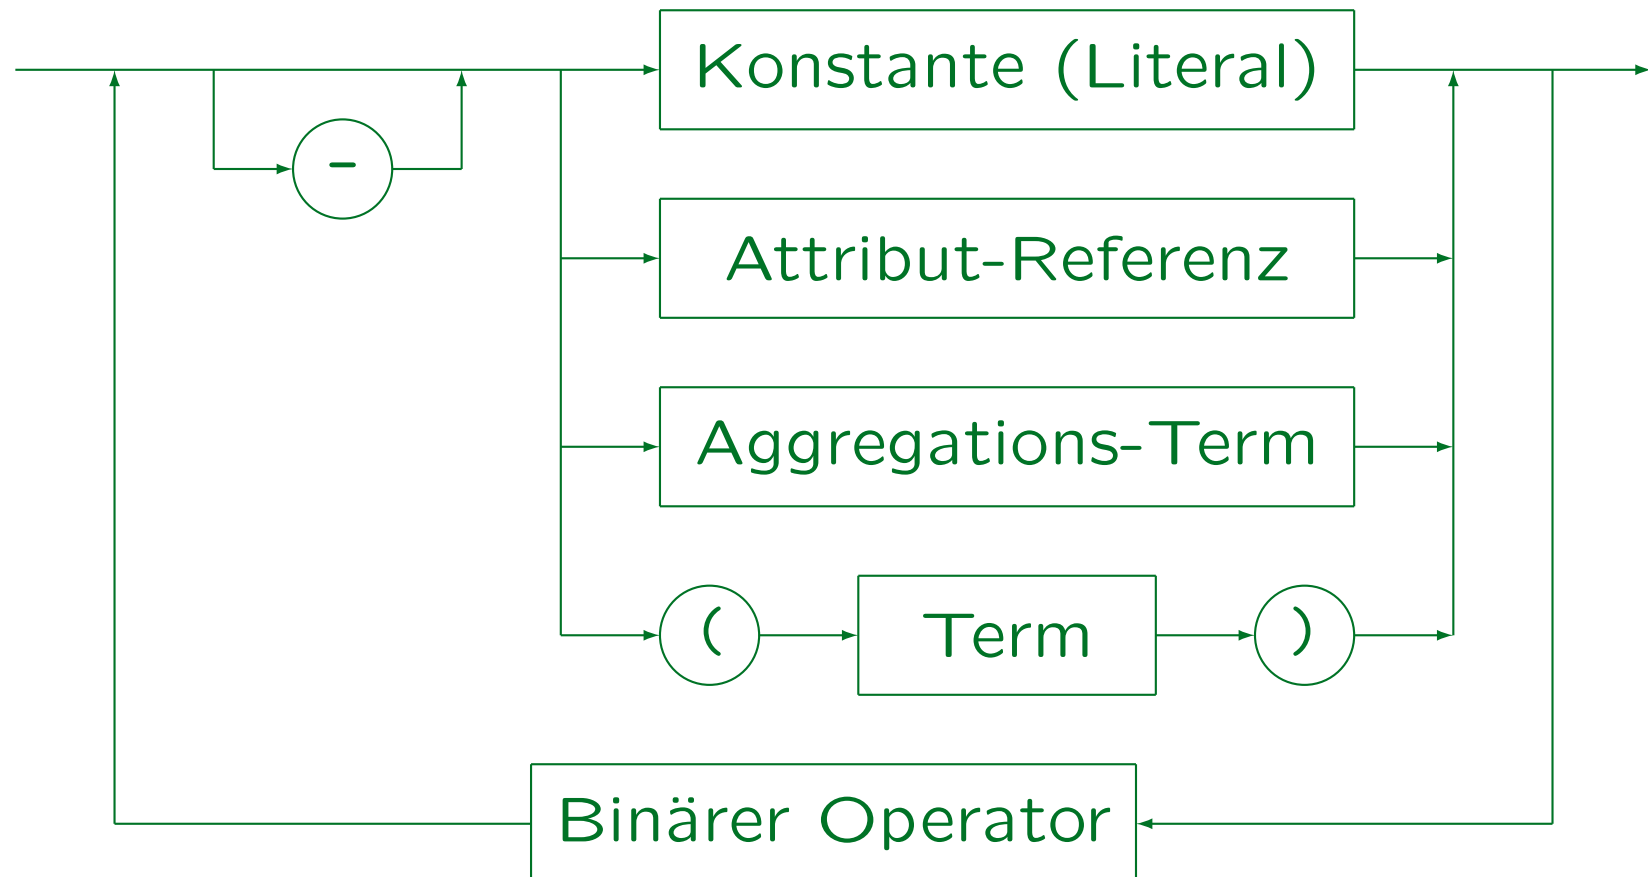 Konstante (Literal)
-
Attribut-Referenz
Aggregations-Term
( Term )
Binärer Operator